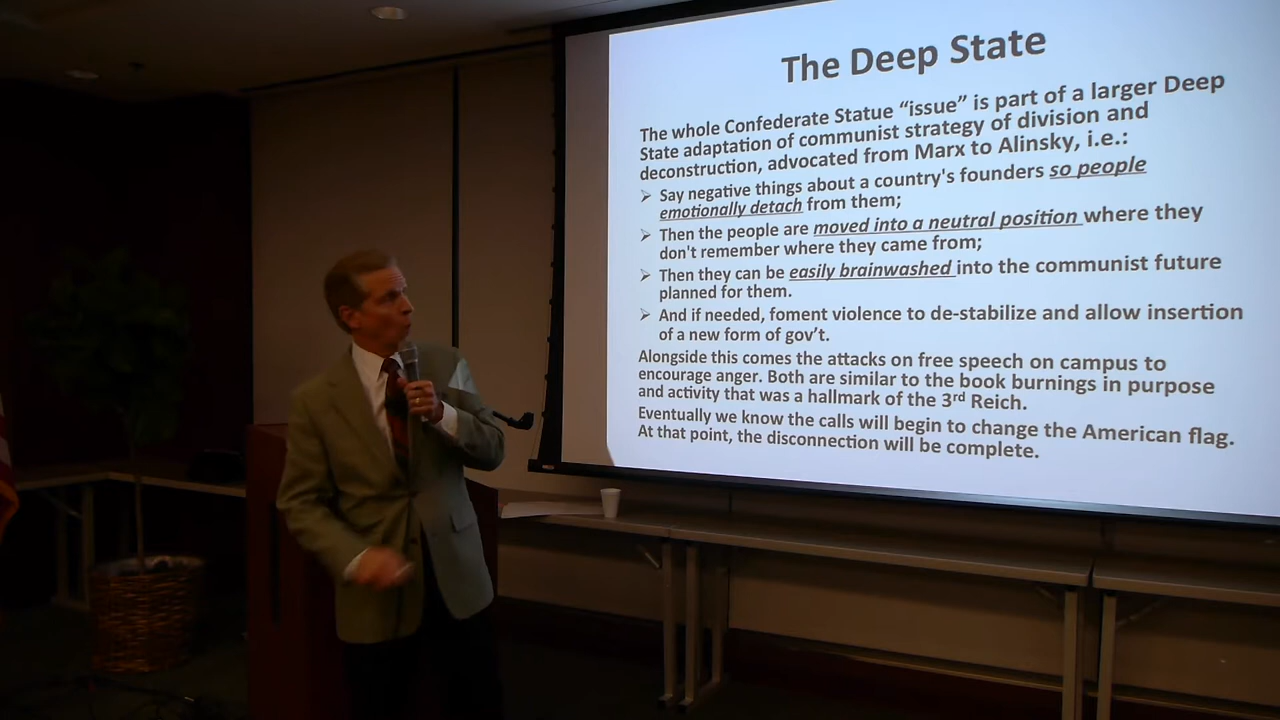 The Deep State
The whole Confederate Statue “issue” is part of a larger Deep
State adaptation of communist strategy of division and
deconstruction, advocated from Marx to Alinsky, i.e.:
➢ Say negative things about a country's founders so people
emotionally detach from them;
➢ Then the people are moved into a neutral position where they
don't remember where they came from;
➢ Then they can be easily brainwashed into the communist future
planned for them.
➢ And if needed, foment violence to de-stabilize and allow insertion
of a new form of gov’t.
Alongside this comes the attacks on free speech on campus to
encourage anger. Both are similar to the book burnings in purpose
and activity that was a hallmark of the 3rd Reich.
Eventually we know the calls will begin to change the American flag.
At that point, the disconnection will be complete.